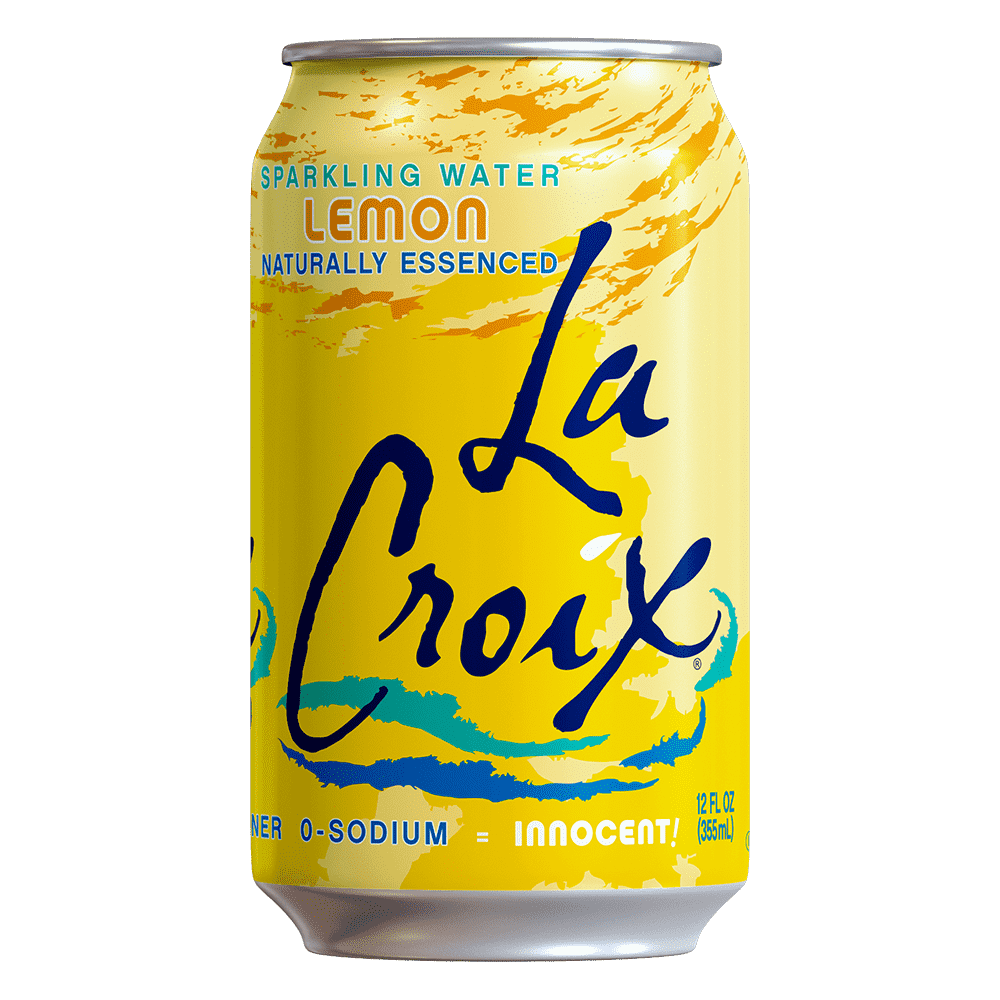 SPARKLING WATER
LEMON
NATURALLY ESSENCED
La
Croix
®
12 FL OZ
(355mL)
0-SODIUM = INNOCENT!